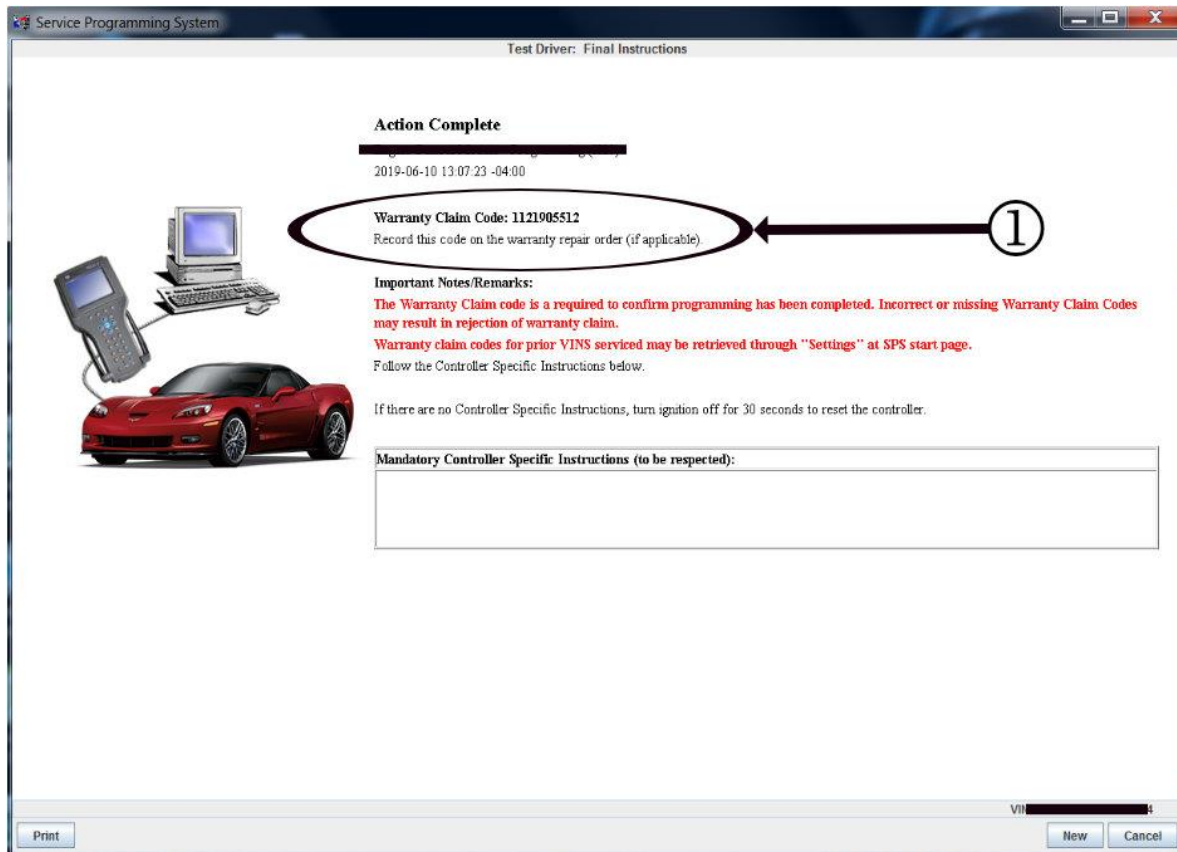 Service Programming System
Test Driver: Final Instructions
Action Complete
2019-06-10 13:07:23 -04:00
Warranty Claim Code: 1121905512
Record this code on the warranty repair order (if applicable).
1
Important Notes/Remarks:
The Warranty Claim code is a required to confirm programming has been completed. Incorrect or missing Warranty Claim Codes
may result in rejection of warranty claim.
Warranty claim codes for prior VINS serviced may be retrieved through "Settings" at SPS start page.
Follow the Controller Specific Instructions below.
If there are no Controller Specific Instructions, turn ignition off for 30 seconds to reset the controller.
Mandatory Controller Specific Instructions (to be respected):
4
Print
New
Cancel